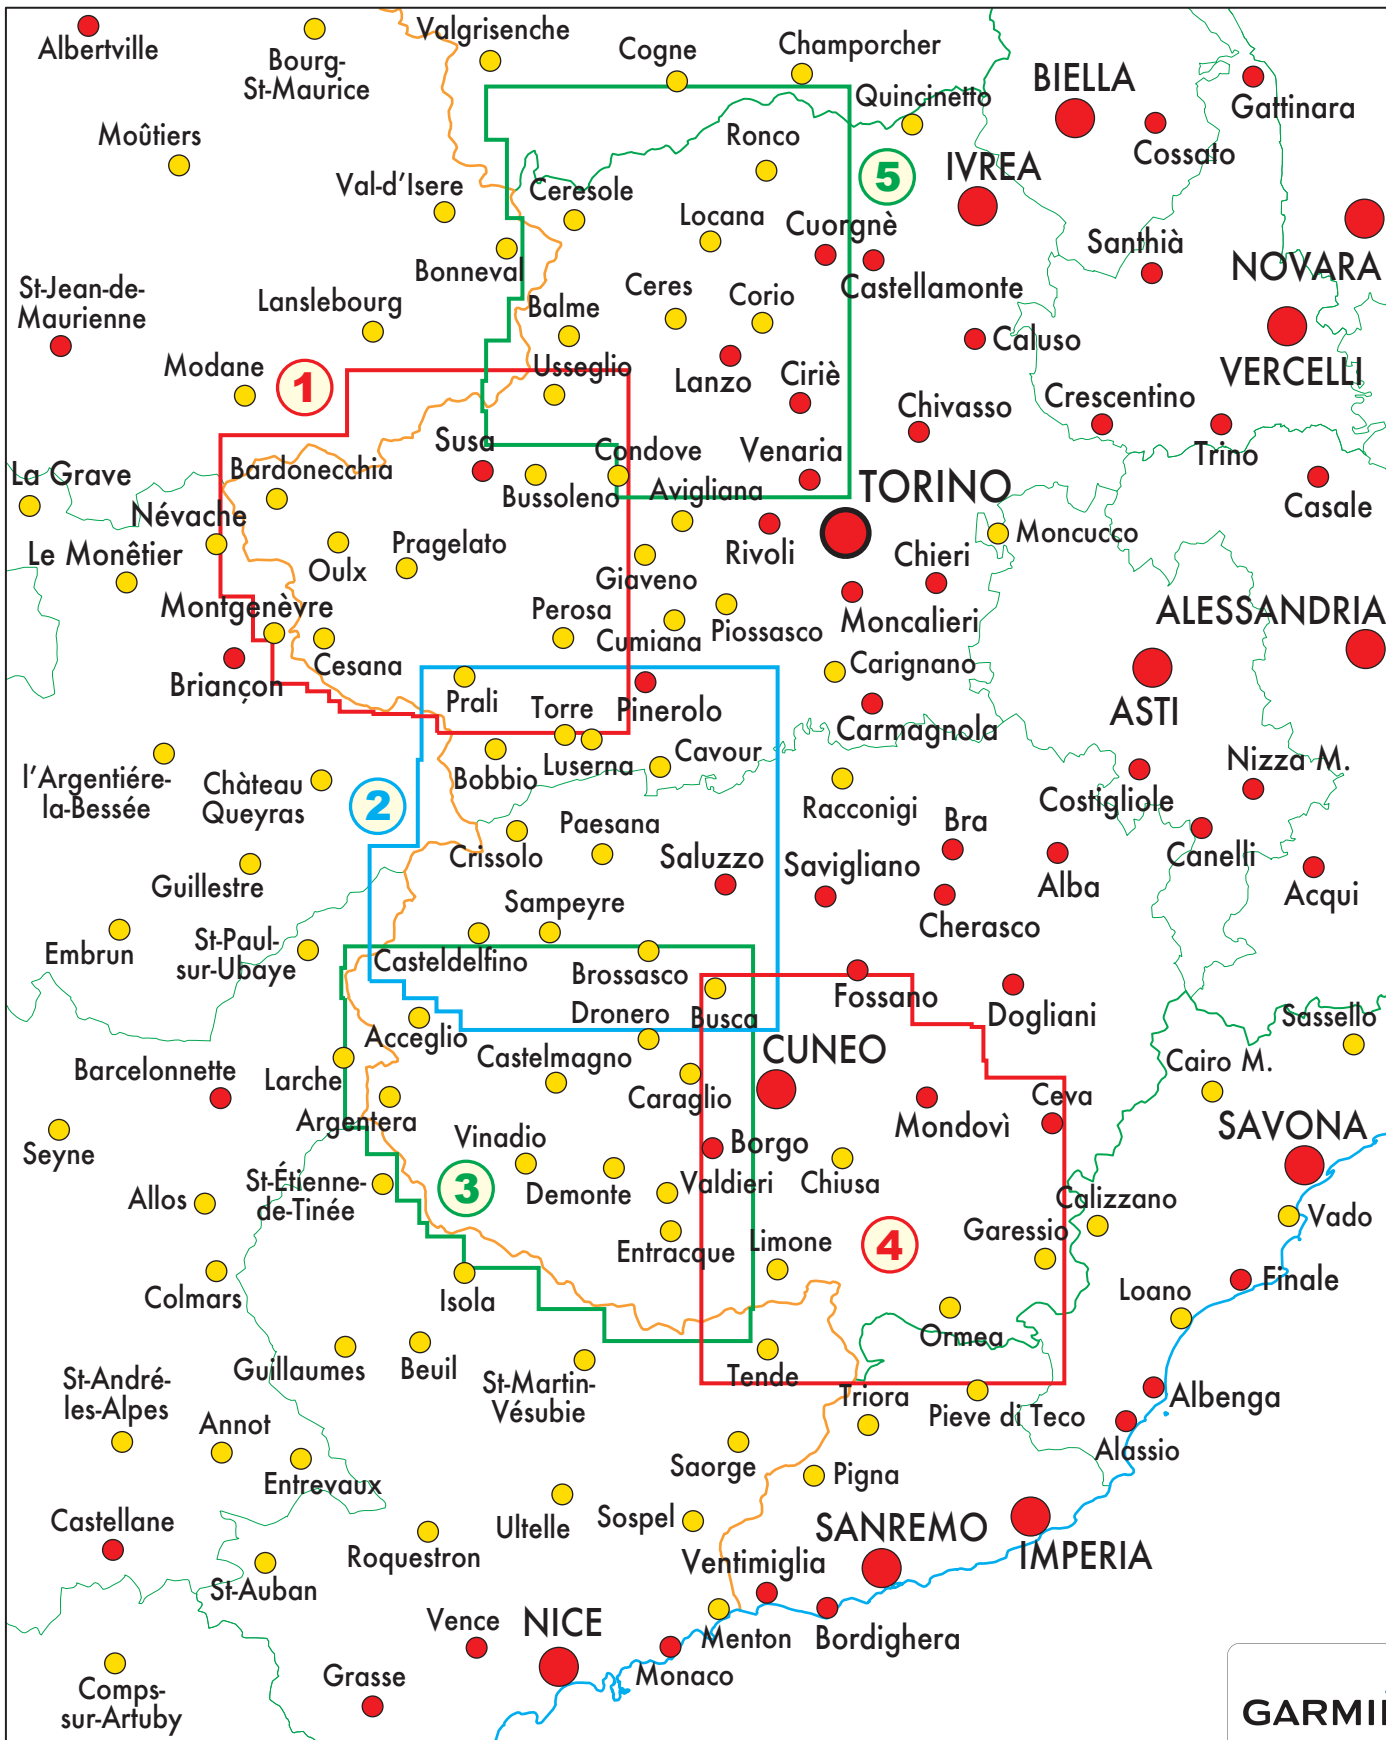 Albertville
Bourg-
St-Maurice
Valgrisenche
Cogne
Champorcher
Quincinetto
BIELLA
Gattinara
Cossato
Moûtiers
Val-d'Isere
Ceresole
Ronco
5
IVREA
Locana
Cuorgnè
Santhià
NOVARA
Bonneval
Castellamonte
St-Jean-de-
Maurienne
Lanslebourg
Balme
Ceres
Corio
Caluso
VERCELLI
Modane
1
Usseglio
Lanzo
Ciriè
Chivasso
Crescentino
Trino
La Grave
Bardonecchia
Susa
Bussoleno
Condove
Avigliana
Venaria
TORINO
Casale
Névache
Le Monêtier
Oulx
Pragelato
Giaveno
Rivoli
Chieri
Moncucco
Montgenèvre
Cesana
Perosa
Cumiana
Piossasco
Moncalieri
ALESSANDRIA
Briançon
Prali
Torre
Pinerolo
Carignano
Carmagnola
ASTI
l'Argentiére-
la-Bessée
Chàteau
Queyras
2
Bobbio
Luserna
Cavour
Racconigi
Costigliole
Nizza M.
Guillestre
Crissolo
Paesana
Saluzzo
Savigliano
Bra
Alba
Canelli
Acqui
Embrun
St-Paul-
sur-Ubaye
Casteldelfino
Sampeyre
Brossasco
Cherasco
Fossano
Dogliani
Sassello
Acceglio
Dronero
Busca
CUNEO
Cairo M.
Barcelonnette
Larche
Argentera
Castelmagno
Caraglio
Mondovì
Ceva
SAVONA
Seyne
Allos
St-Étienne-
de-Tinée
Vinadio
3
Demonte
Borgo
Valdieri
Chiusa
Calizzano
Vado
Colmars
Isola
Entracque
Limone
4
Garessio
Loano
Finale
Guillaumes
Beuil
St-Martin-
Vésubie
Tende
Ormea
St-André-
les-Alpes
Annot
Entrevaux
Triora
Pieve di Teco
Albenga
Alassio
Saorge
Pigna
Castellane
St-Auban
Roquestron
Ultelle
Sospel
SANREMO
IMPERIA
Ventimiglia
Vence
NICE
Menton
Bordighera
Monaco
Comps-
sur-Artuby
Grasse